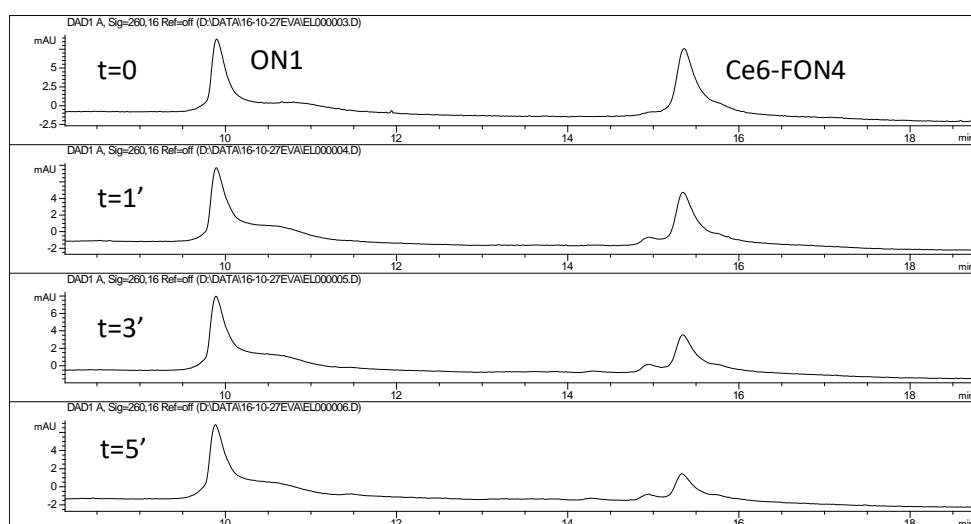 DAD1 A, Sig=260,16 Ref=off (D:\DATA\16-10-27EVA\EL000003.D)
mAU
t=0
ON1
Ce6-FON4
5
2.5
0
-2.5
10
12
14
16
18
min
DAD1 A, Sig=260,16 Ref=off (D:\DATA\16-10-27EVA\EL000004.D)
mAU
t=1'
4
2
0
-2
10
12
14
16
18
min
DAD1 A, Sig=260,16 Ref=off (D:\DATA\16-10-27EVA\EL000005.D)
mAU
t=3'
6
4
2
0
10
12
14
16
18
min
DAD1 A, Sig=260,16 Ref=off (D:\DATA\16-10-27EVA\EL000006.D)
mAU
t=5'
4
2
0
-2
10
12
14
16
18
min